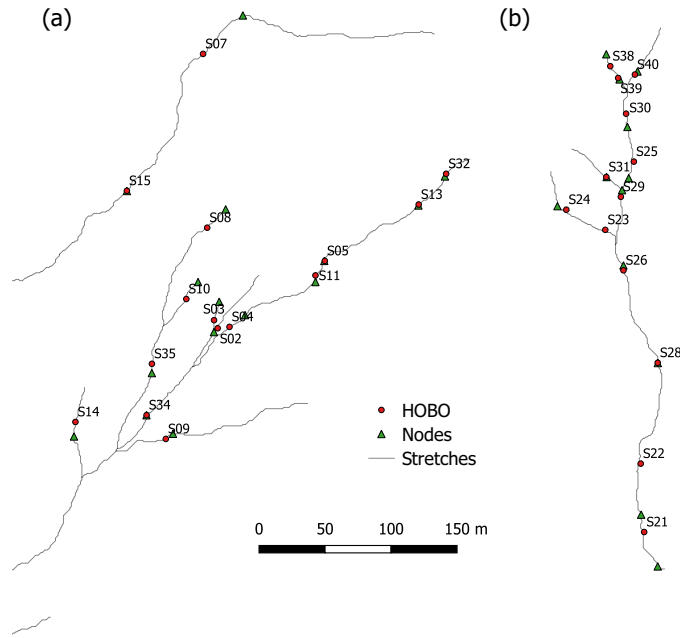 (a)
S07
S15
S08
S32
S13
S05
S11
S10
S03
S04
S02
S35
S34
S14
S09
HOBO
Nodes
Stretches
0 50 100 150 m
(b)
S38
S40
S39
S30
S25
S31
S29
S24
S23
S26
S28
S22
S21